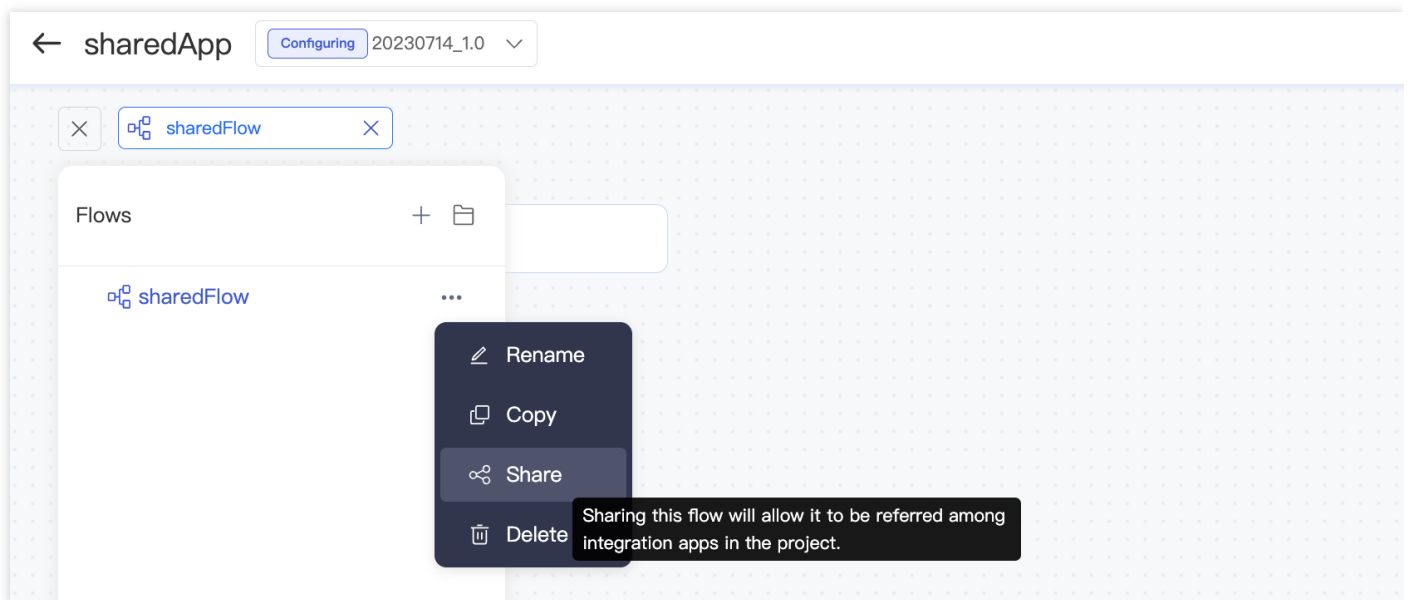 sharedApp
Configuring 20230714_1.0
sharedFlow
Flows
sharedFlow
Rename
Copy
Share
Sharing this flow will allow it to be referred among
integration apps in the project.
Delete